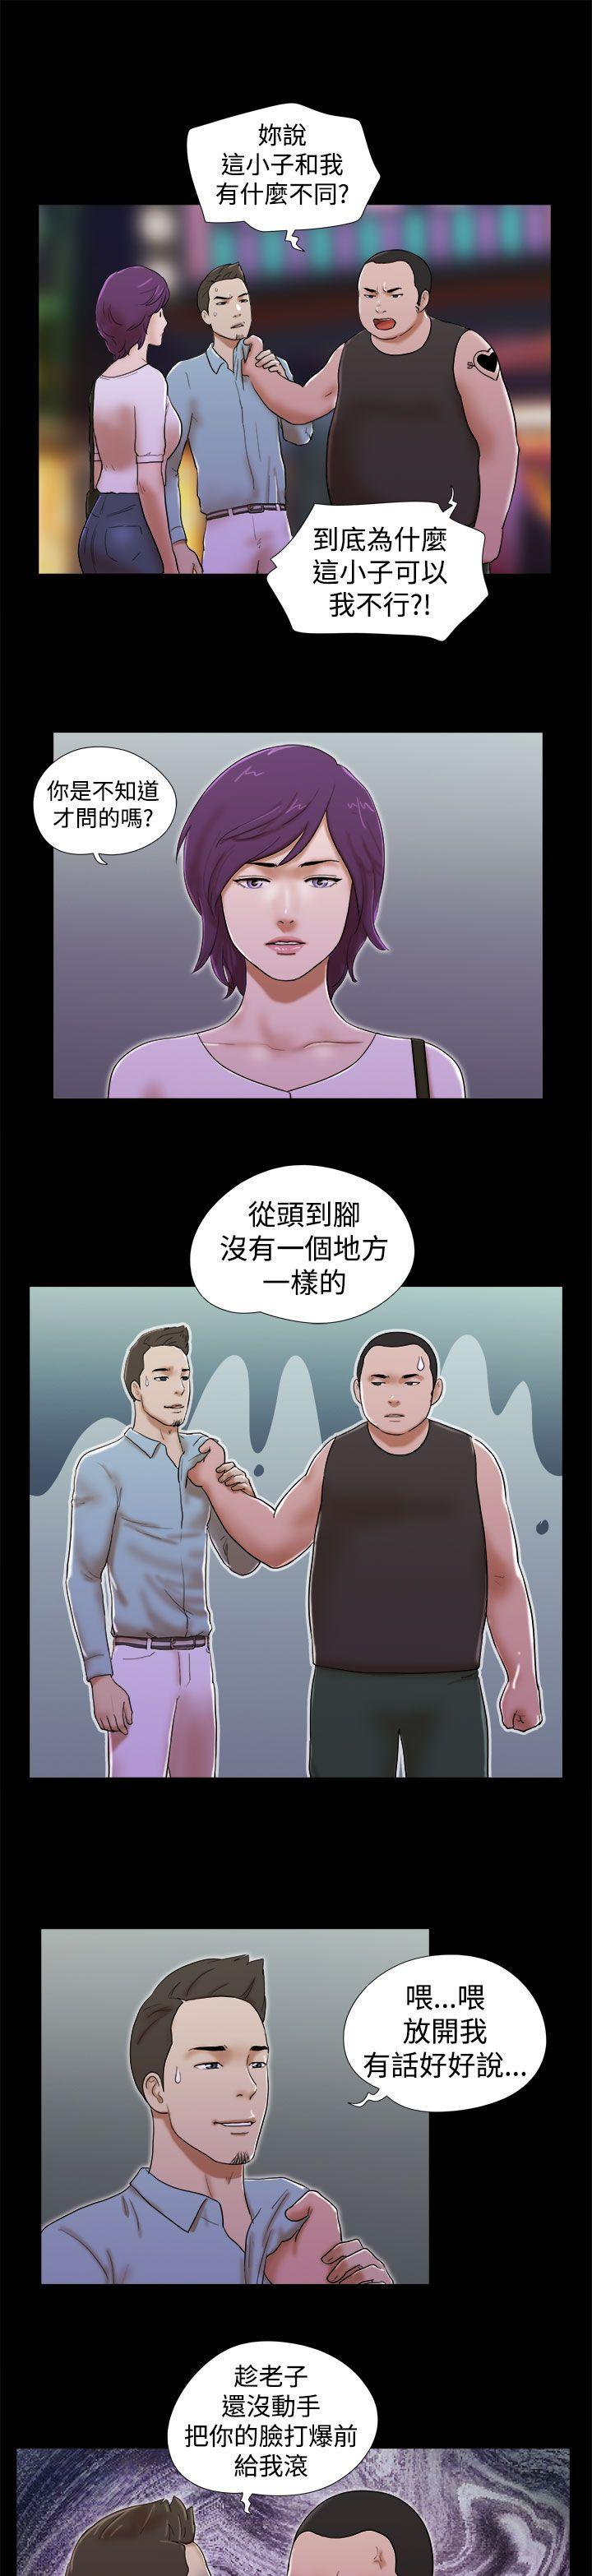 妳說
這小子和我
有什麼不同?
到底為什麼
這小子可以
我不行?!
你是不知道
才問的嗎?
從頭到腳
沒有一個地方
一樣的
喂...喂
放開我
有話好好說...
趁老子
還沒動手
把你的臉打爆前
給我滾